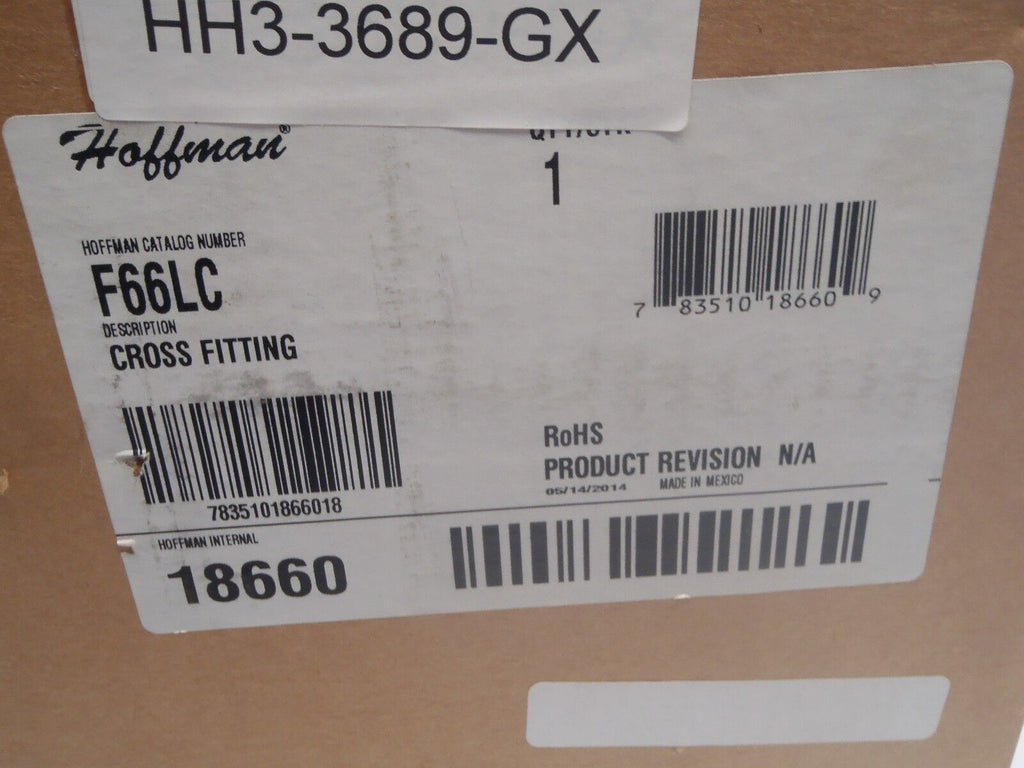 HH3-3689-GX
Hoffman®
1
HOFFMAN CATALOG NUMBER
F66LC
DESCRIPTION
CROSS FITTING
7 83510 18660 9
7835101866018
RoHS
PRODUCT REVISION N/A
05/14/2014 MADE IN MEXICO
HOFFMAN INTERNAL
18660